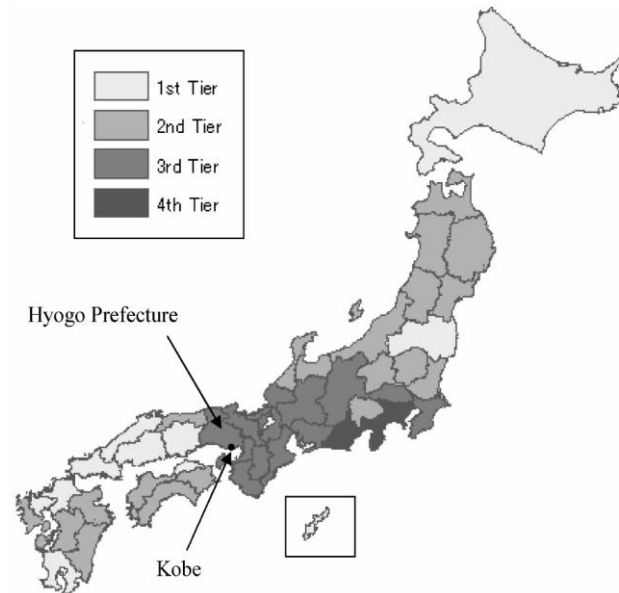 1st Tier
2nd Tier
3rd Tier
4th Tier
Hyogo Prefecture
Kobe